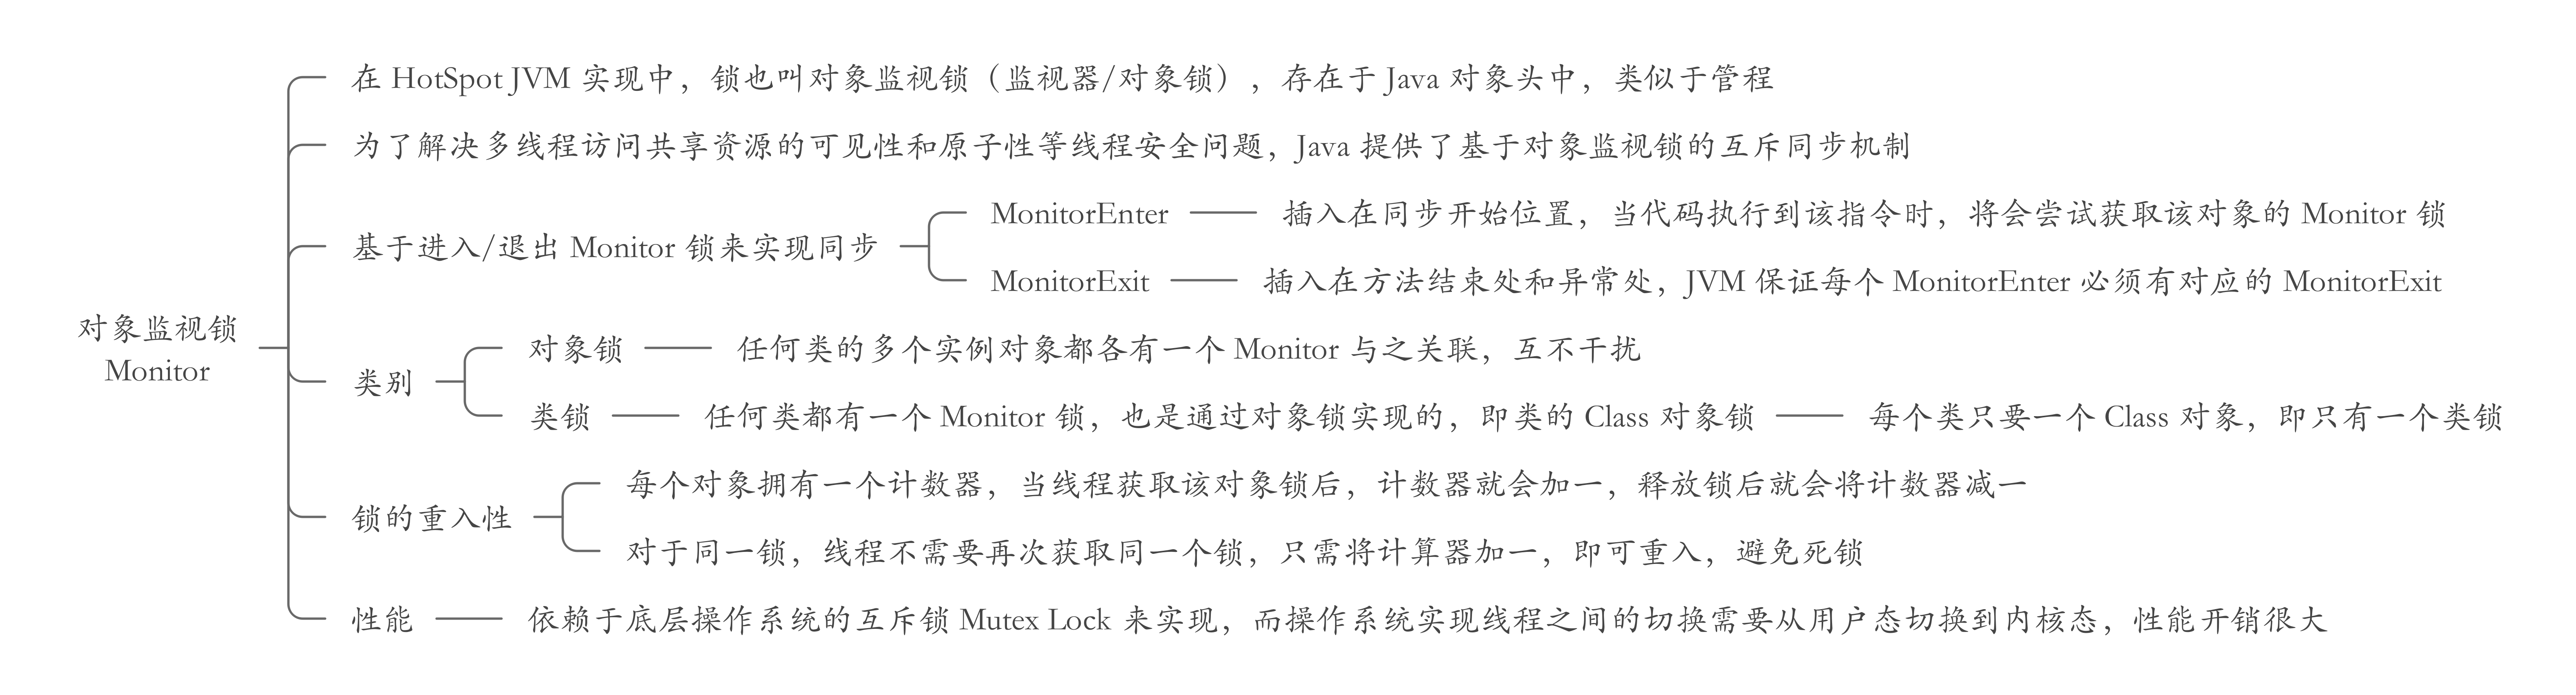 在 HotSpot JVM 实现中，锁也叫对象监视锁（监视器/对象锁），存在于 Java 对象头中，类似于管程
为了解决多线程访问共享资源的可见性和原子性等线程安全问题，Java 提供了基于对象监视锁的互斥同步机制
MonitorEnter
插入在同步开始位置，当代码执行到该指令时，将会尝试获取该对象的 Monitor 锁
基于进入/退出 Monitor 锁来实现同步
MonitorExit
插入在方法结束处和异常处，JVM 保证每个 MonitorEnter 必须有对应的 MonitorExit
对象监视锁
Monitor
对象锁
任何类的多个实例对象都各有一个 Monitor 与之关联，互不干扰
类别
类锁
任何类都有一个 Monitor 锁，也是通过对象锁实现的，即类的 Class 对象锁
每个类只要一个 Class 对象，即只有一个类锁
每个对象拥有一个计数器，当线程获取该对象锁后，计数器就会加一，释放锁后就会将计数器减一
锁的重入性
对于同一锁，线程不需要再次获取同一个锁，只需将计算器加一，即可重入，避免死锁
性能
依赖于底层操作系统的互斥锁 Mutex Lock 来实现，而操作系统实现线程之间的切换需要从用户态切换到内核态，性能开销很大